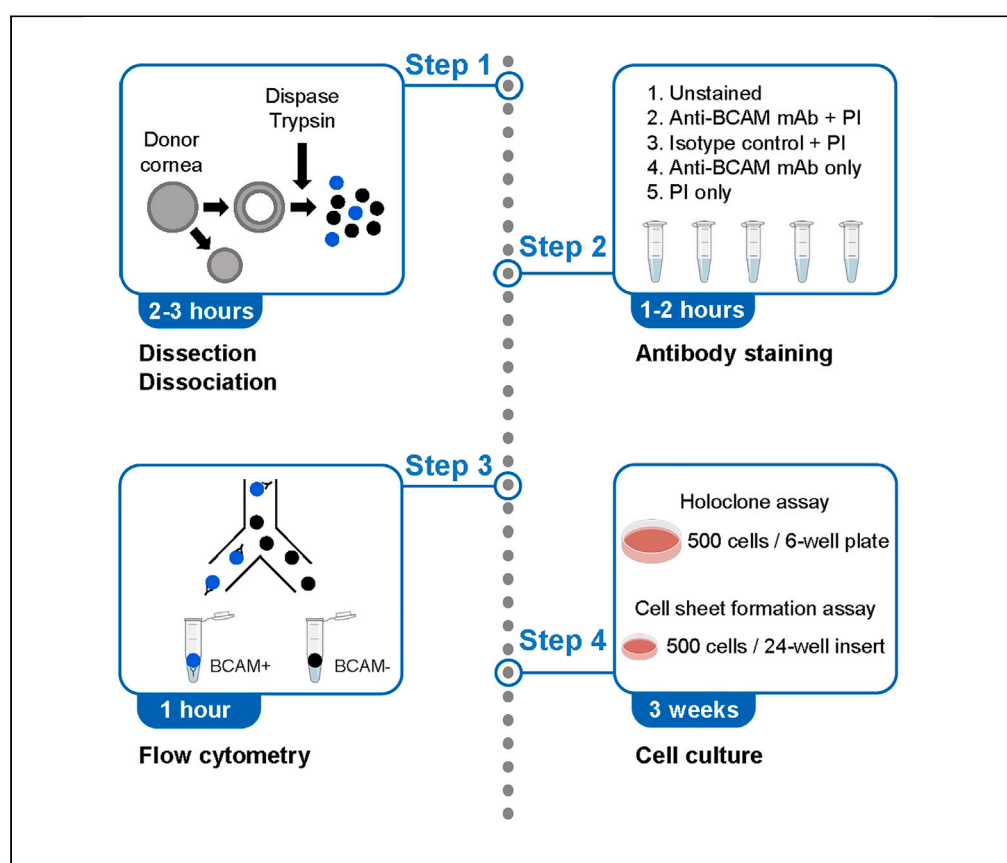 Step 1
Donor
cornea
Dispase
Trypsin
2-3 hours
Dissection
Dissociation
Step 2
1. Unstained
2. Anti-BCAM mAb + PI
3. Isotype control + PI
4. Anti-BCAM mAb only
5. PI only
1-2 hours
Antibody staining
Step 3
BCAM+
BCAM-
1 hour
Flow cytometry
Step 4
Holoclone assay
500 cells / 6-well plate
Cell sheet formation assay
500 cells / 24-well insert
3 weeks
Cell culture